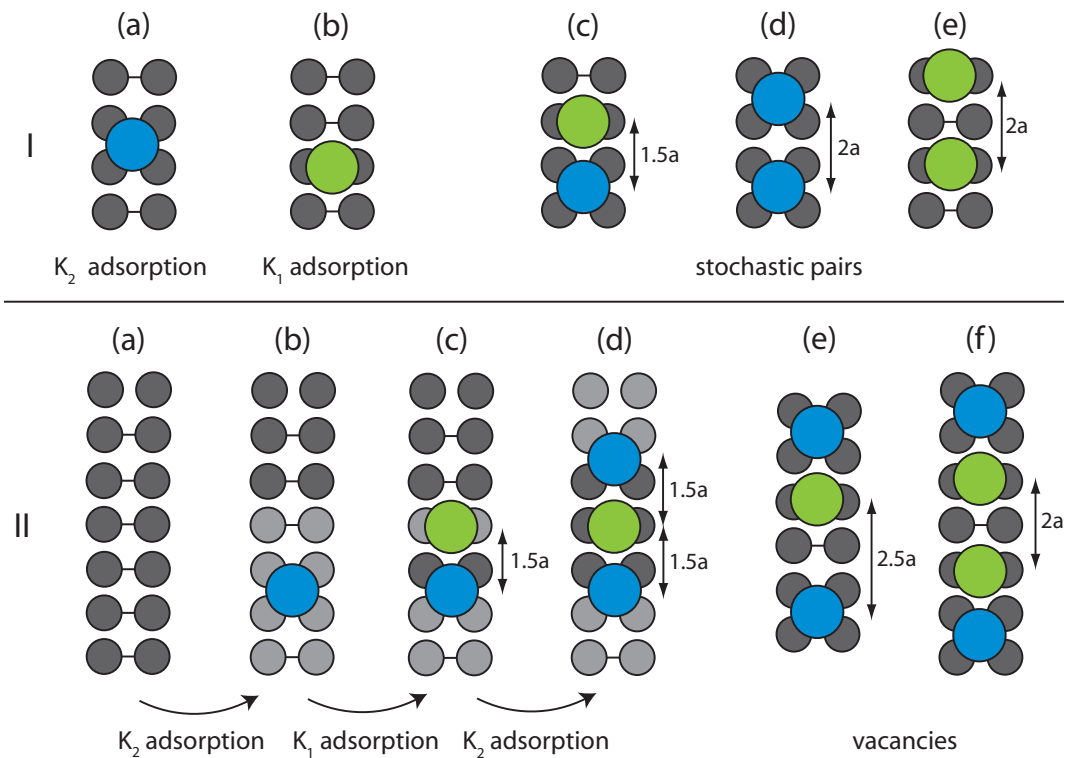 (a) (b) (c) (d) (e)
I
1.5a 2a 2a
K₂ adsorption K₁ adsorption stochastic pairs
(a) (b) (c) (d) (e) (f)
II
1.5a 1.5a 1.5a 2.5a 2a
K₂ adsorption K₁ adsorption K₂ adsorption vacancies